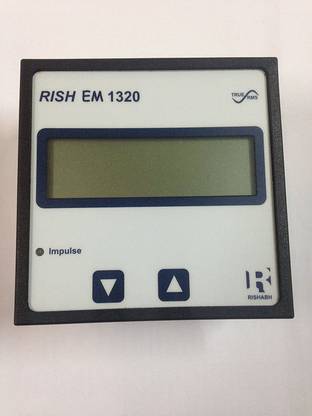 RISH EM 1320
TRUE RMS
Impulse
RISHABH